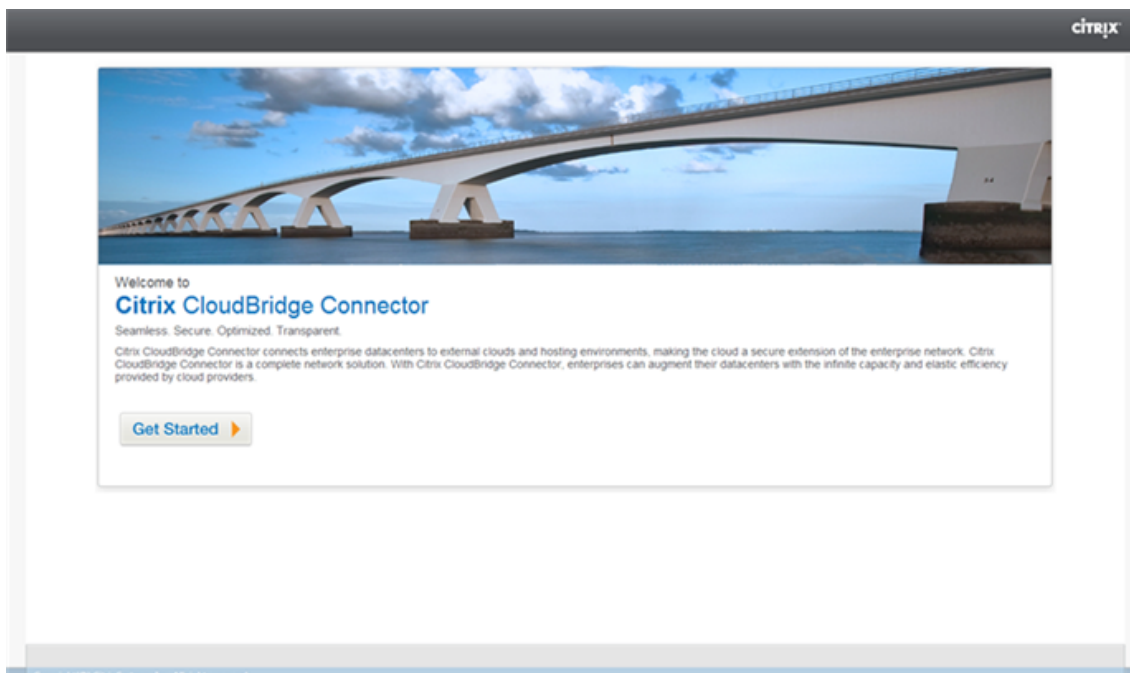 CITRIX
Welcome to
Citrix CloudBridge Connector
Seamless. Secure. Optimized. Transparent.
Citrix CloudBridge Connector connects enterprise datacenters to external clouds and hosting environments, making the cloud a secure extension of the enterprise network. Citrix
CloudBridge Connector is a complete network solution. With Citrix CloudBridge Connector, enterprises can augment their datacenters with the infinite capacity and elastic efficiency
provided by cloud providers.
Get Started